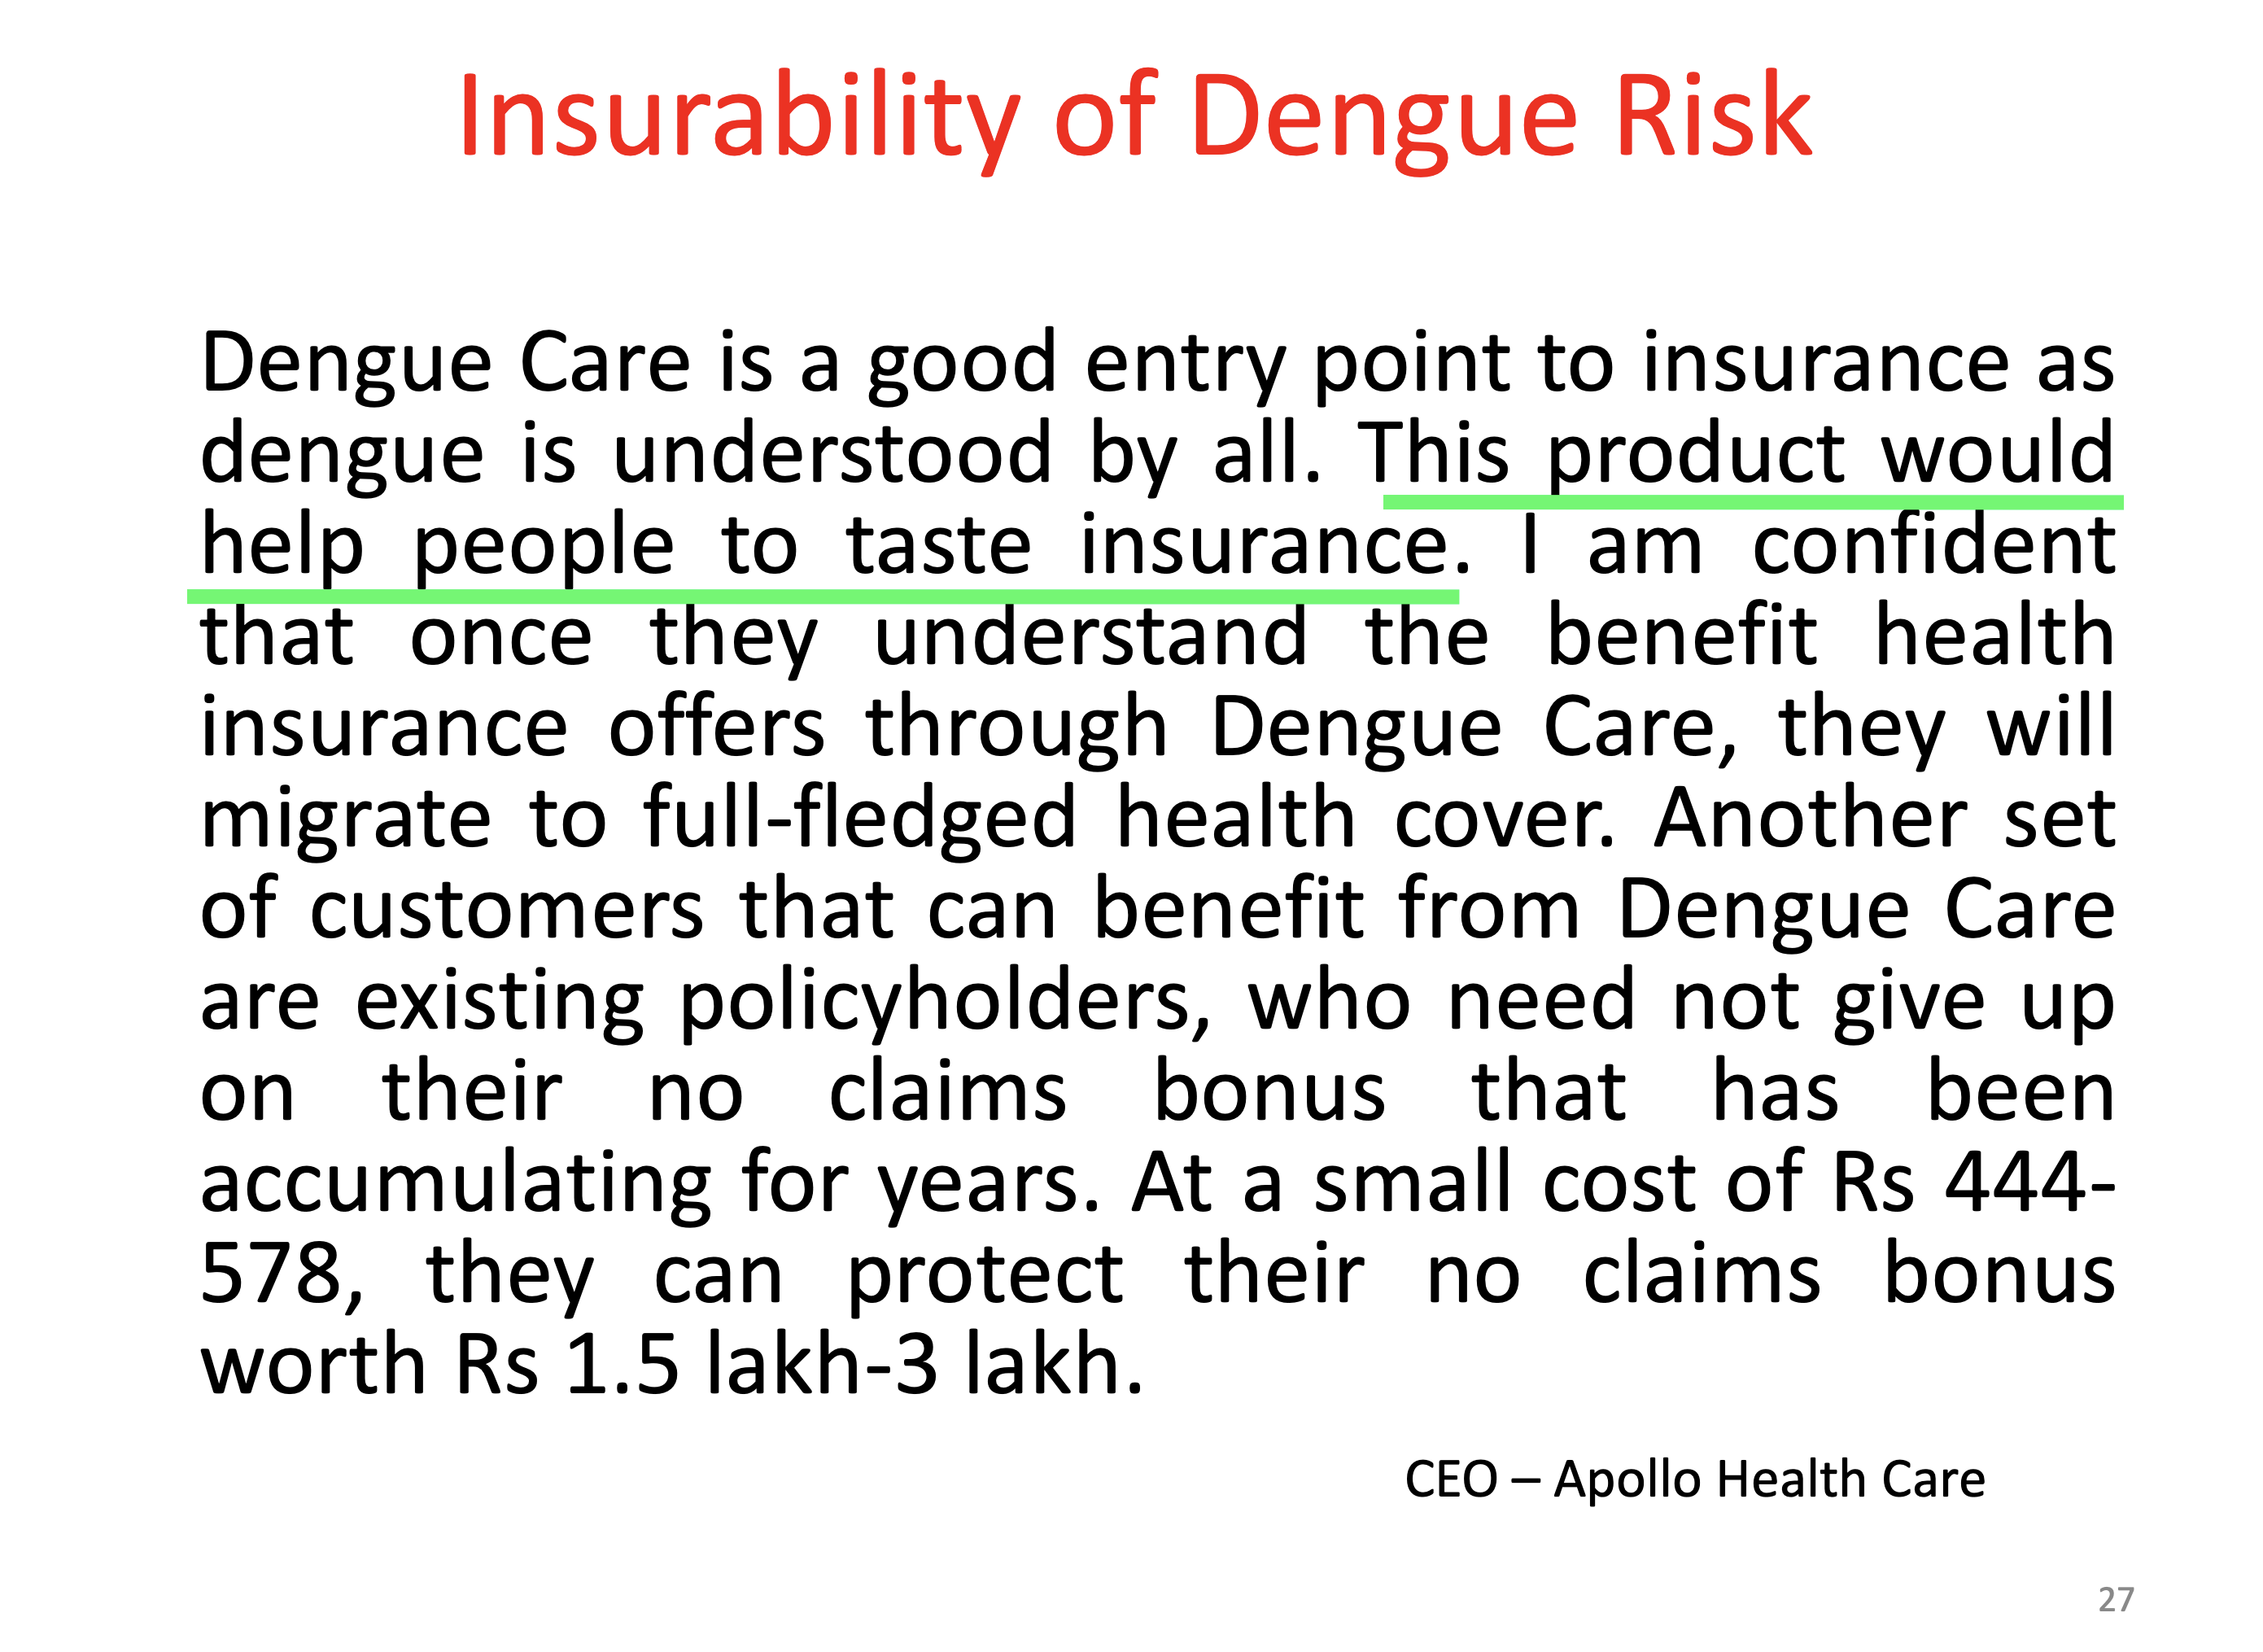 Insurability of Dengue Risk
Dengue Care is a good entry point to insurance as
dengue is understood by all. This product would
help people to taste insurance. I am confident
that once they understand the benefit health
insurance offers through Dengue Care, they will
migrate to full-fledged health cover. Another set
of customers that can benefit from Dengue Care
are existing policyholders, who need not give up
on their no claims bonus that has been
accumulating for years. At a small cost of Rs 444-
578, they can protect their no claims bonus
worth Rs 1.5 lakh-3 lakh.
CEO – Apollo Health Care
27